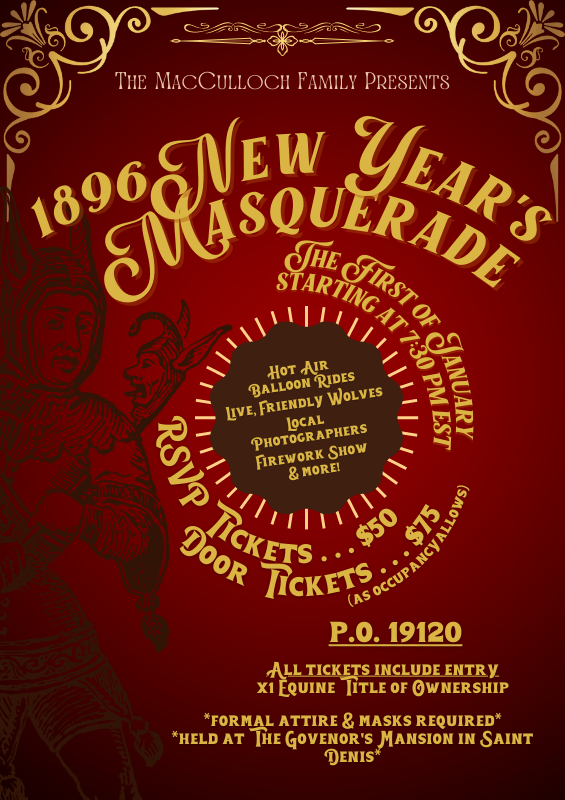 The MacCulloch Family Presents
1896 New Year's
Masquerade
The First of January
starting at 7:30 PM EST
Hot Air
Balloon Rides
Live, Friendly Wolves
Local
Photographers
Firework Show
& more!
RSVP Tickets . . . $50
Door Tickets . . . $75
(as occupancy allows)
P.O. 19120
All tickets include entry
x1 Equine Title of Ownership
*formal attire & masks required*
*held at The Govenor's Mansion in Saint
Denis*